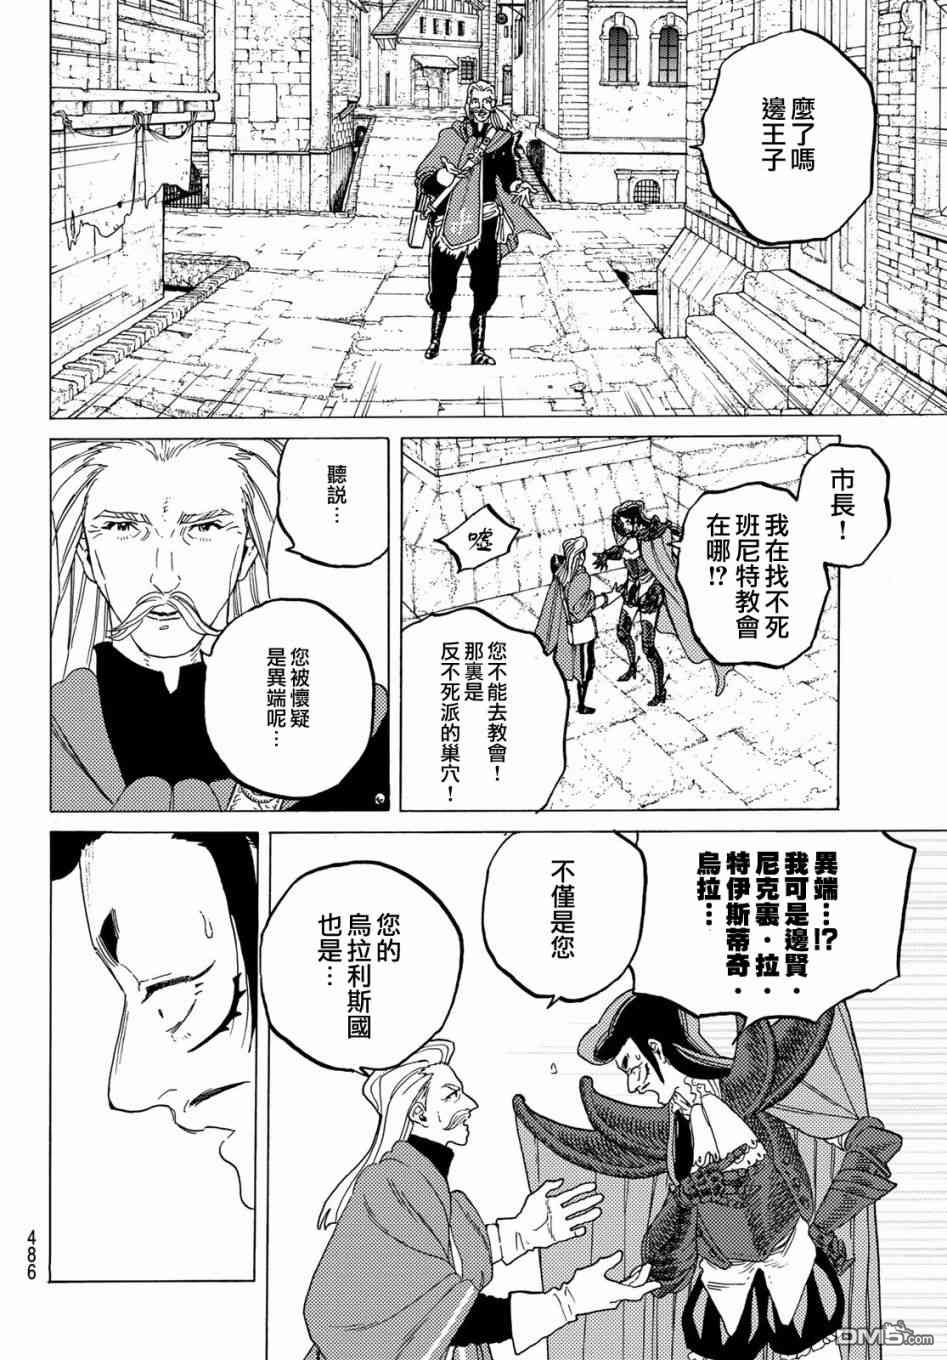 麼了嗎
邊王子
市長！
我在找不死
班尼特教會
在哪!?
噓
您不能去教會！
那裏是
反不死派的巢穴！
聽說…
您被懷疑
是異端呢…
異端…!?
我可是邊賢
尼克裏・拉・
特伊斯蒂奇・
烏拉…
不僅是您
您的
烏拉利斯國
也是…
486
DM5.com